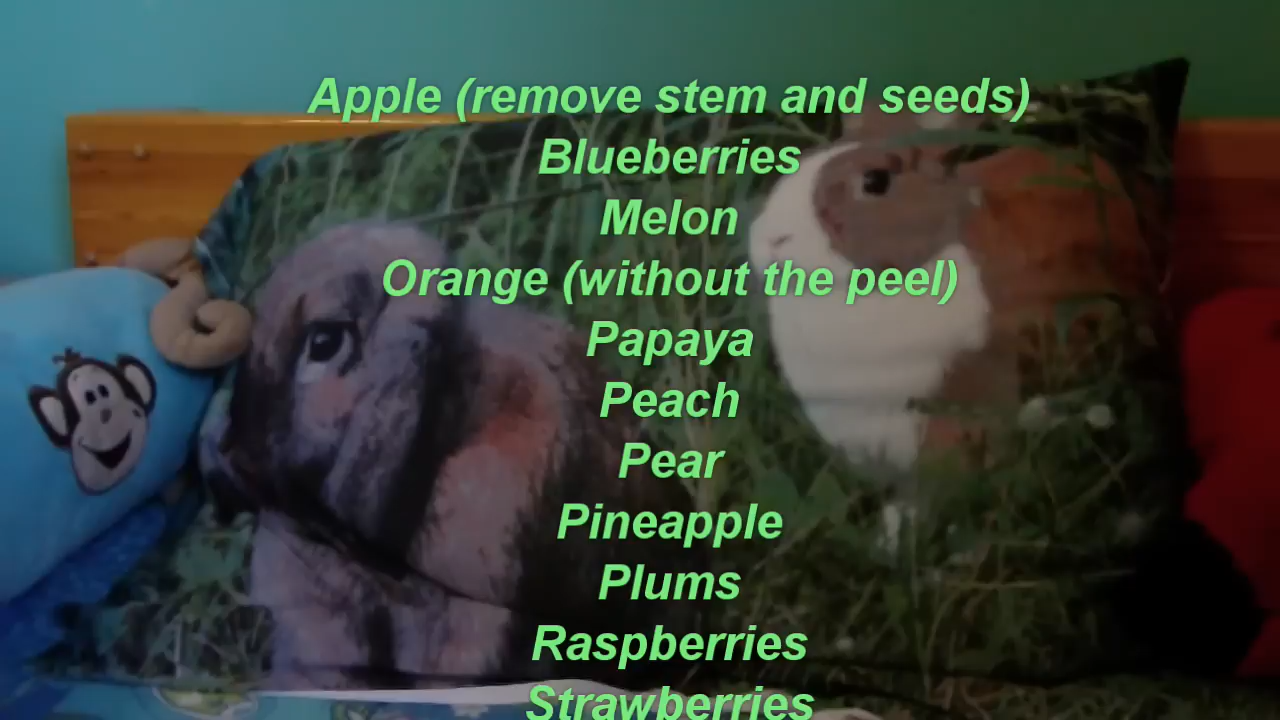 Apple (remove stem and seeds)
Blueberries
Melon
Orange (without the peel)
Papaya
Peach
Pear
Pineapple
Plums
Raspberries
Strawberries